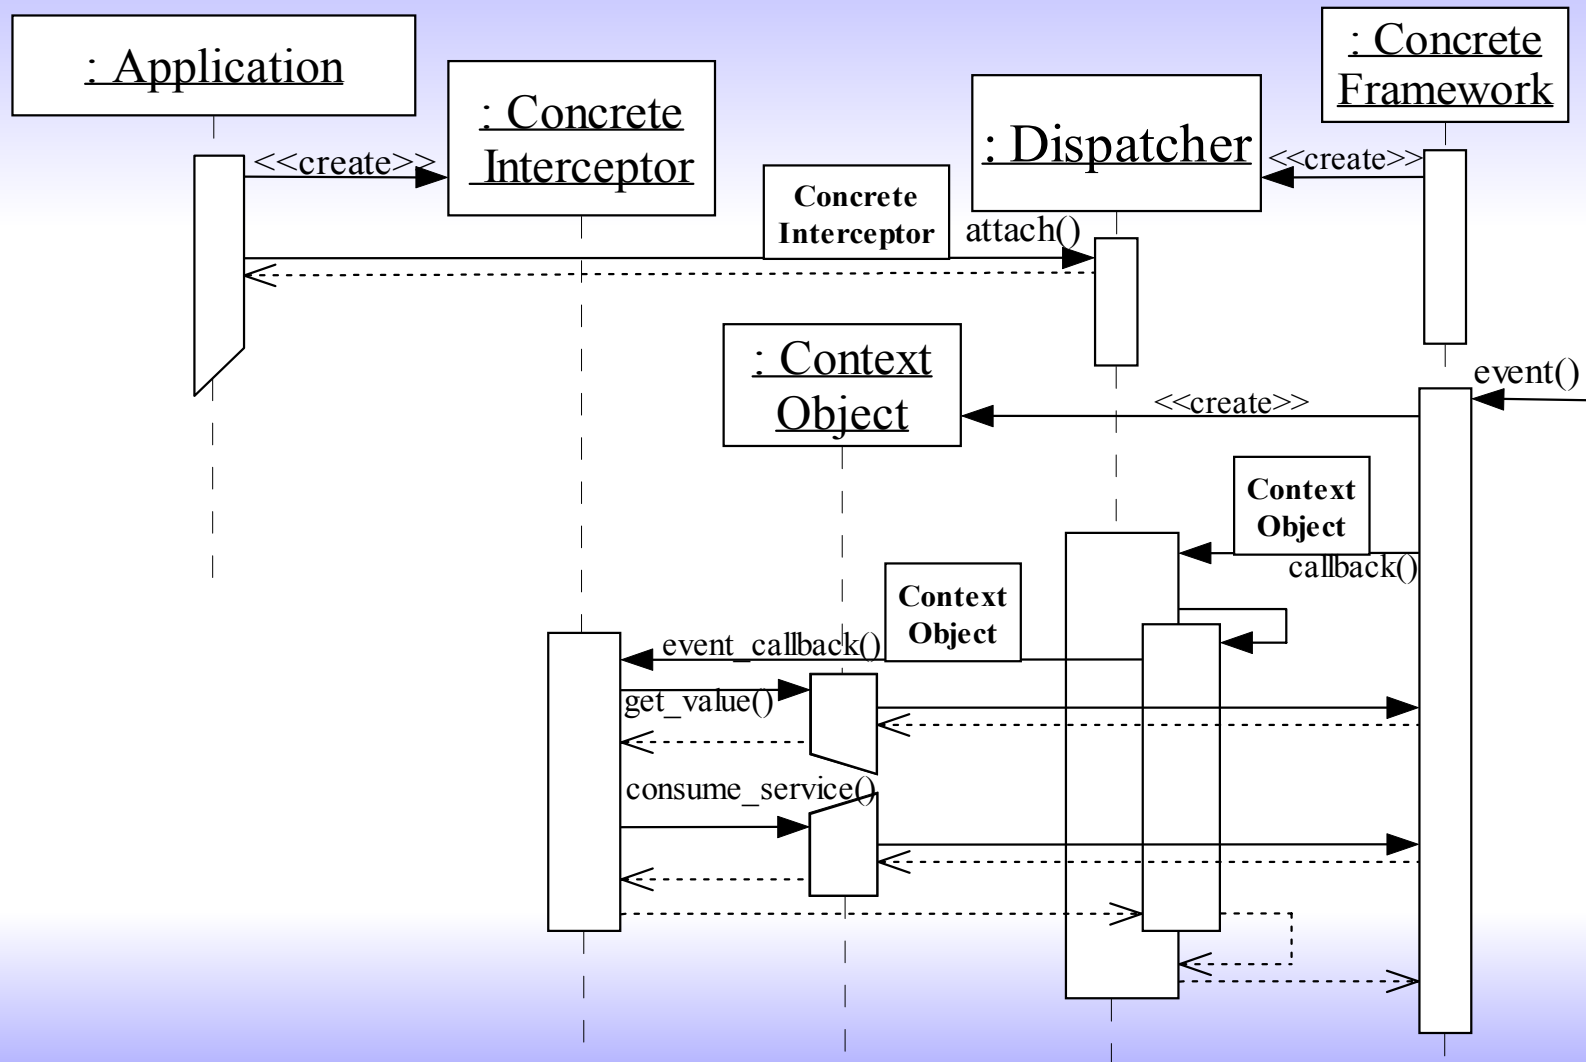 : Application
: Concrete
Interceptor
: Dispatcher
: Concrete
Framework
<<create>>
<<create>>
Concrete
Interceptor
attach()
: Context
Object
event()
<<create>>
Context
Object
callback()
Context
Object
event_callback()
get_value()
consume_service()